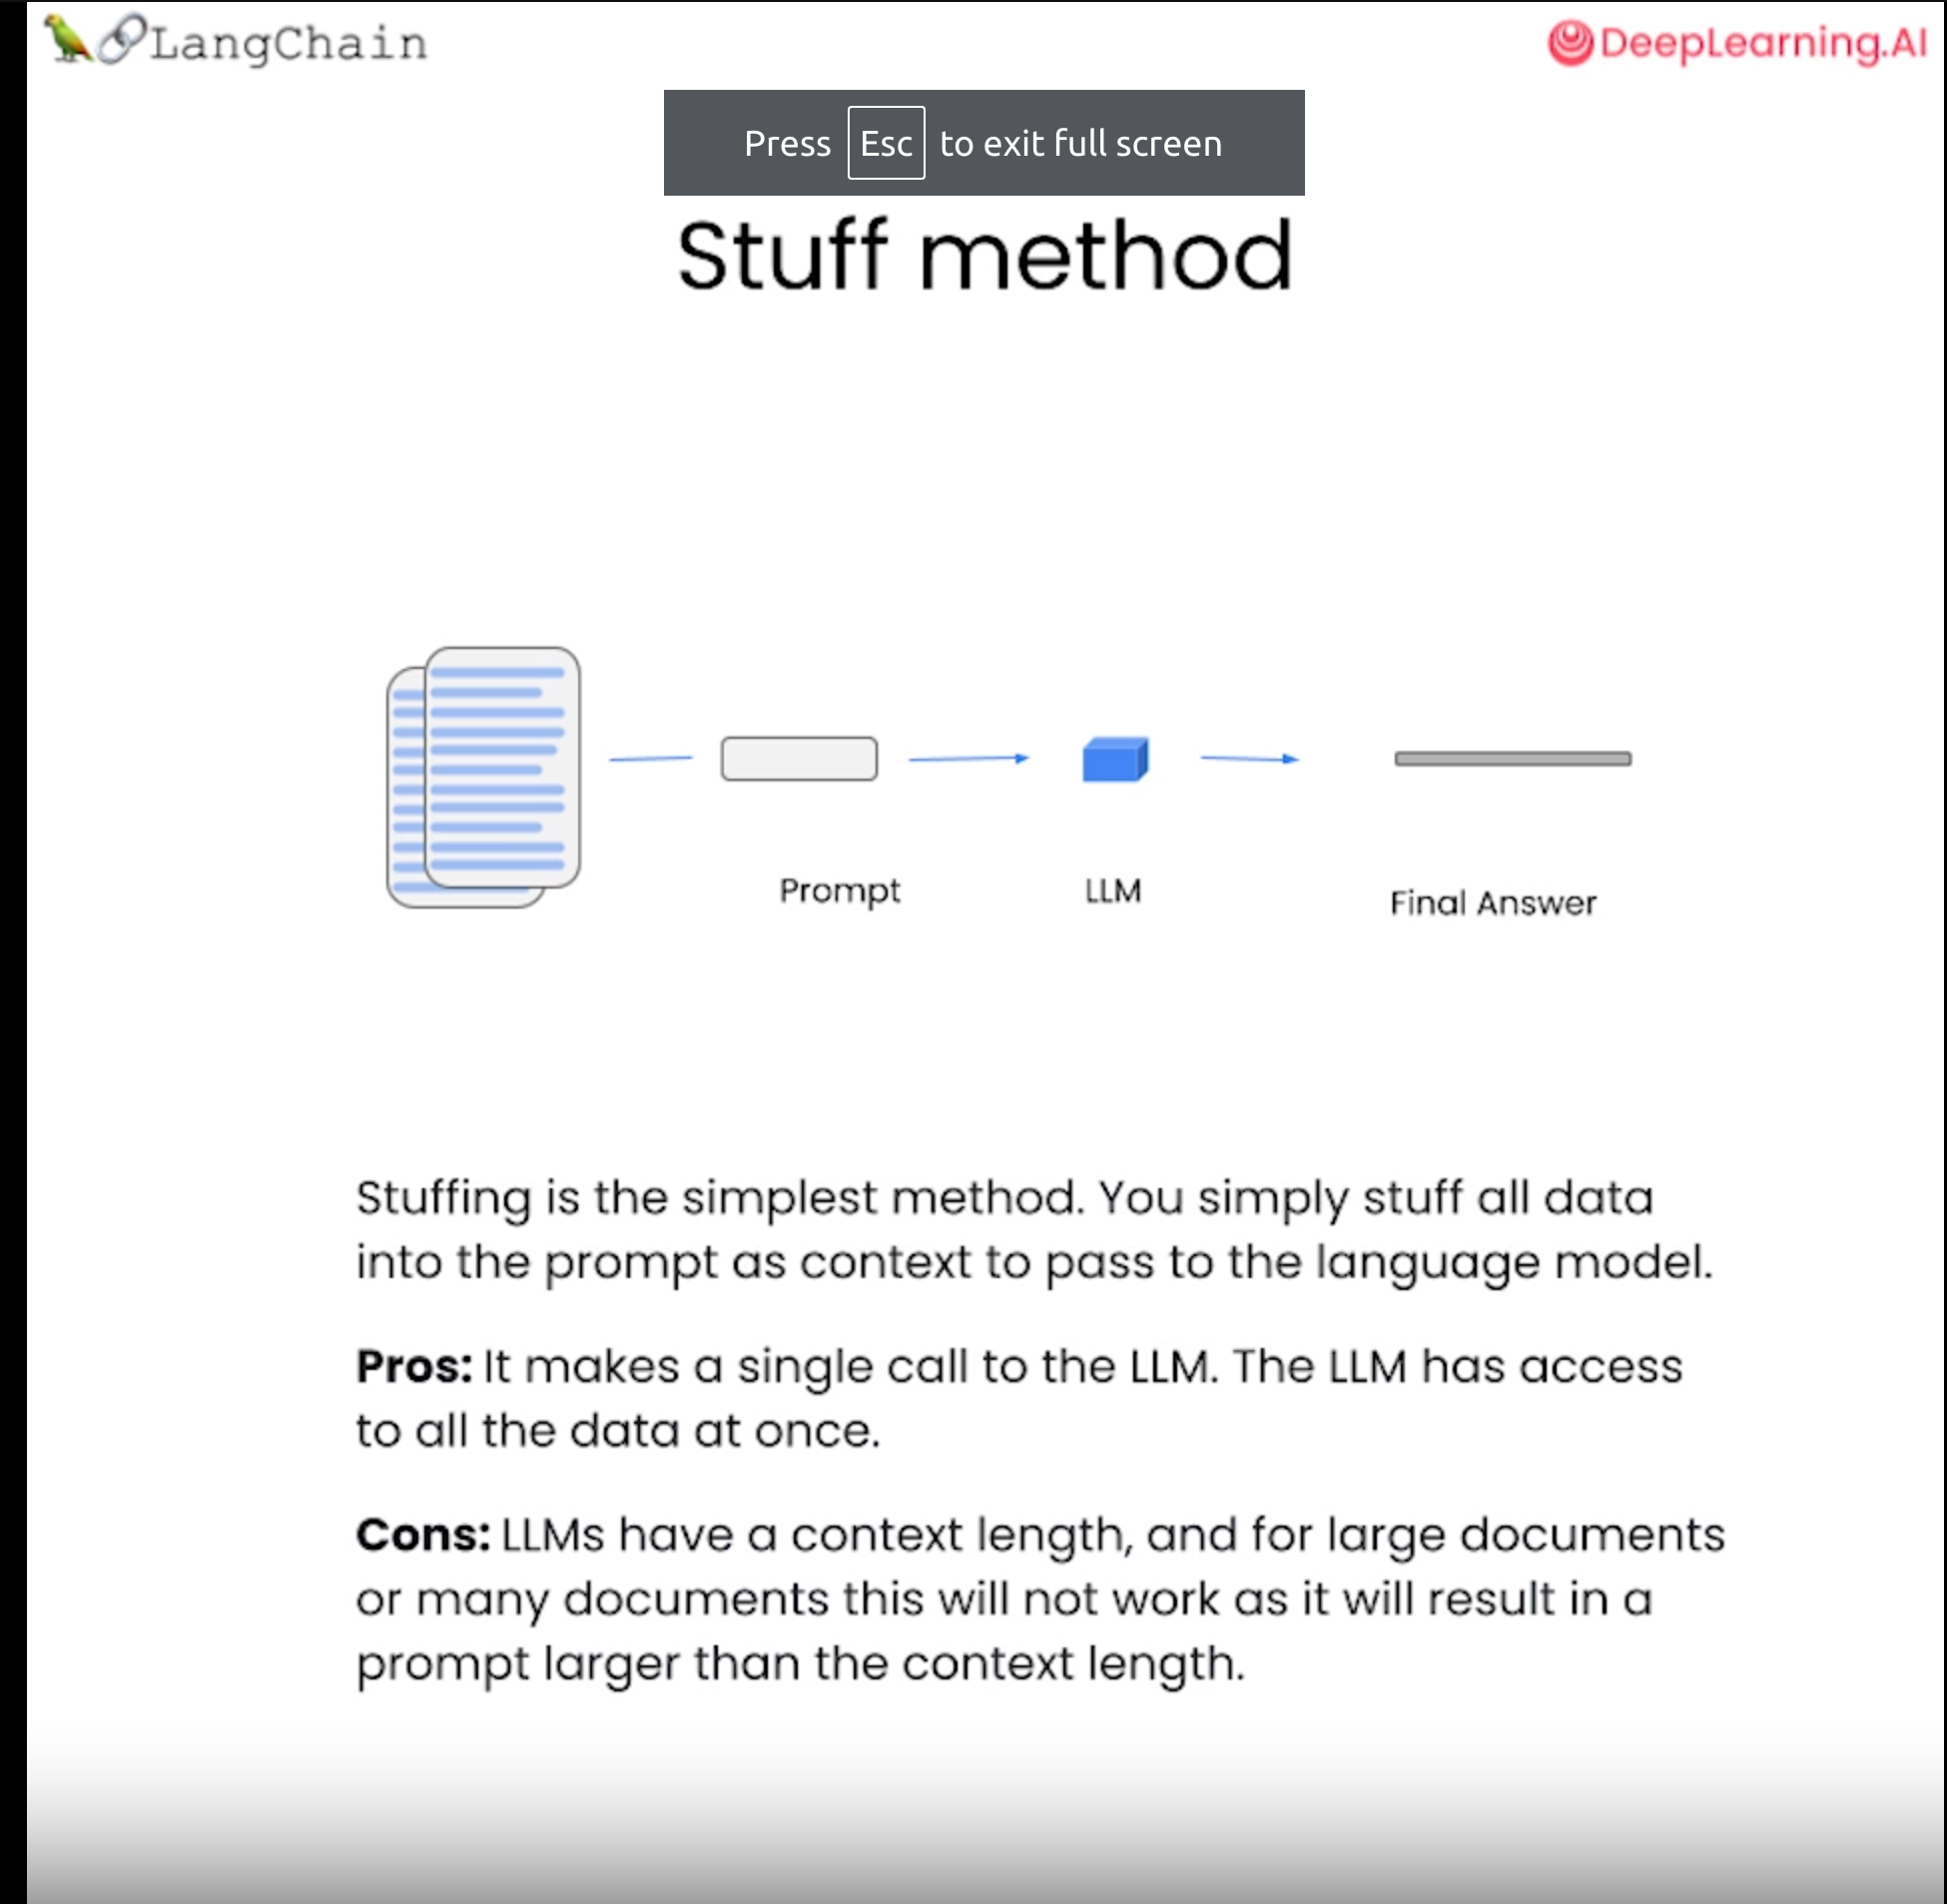 LangChain
DeepLearning.AI
Press Esc to exit full screen
Stuff method
Prompt
LLM
Final Answer
Stuffing is the simplest method. You simply stuff all data
into the prompt as context to pass to the language model.
Pros: It makes a single call to the LLM. The LLM has access
to all the data at once.
Cons: LLMs have a context length, and for large documents
or many documents this will not work as it will result in a
prompt larger than the context length.